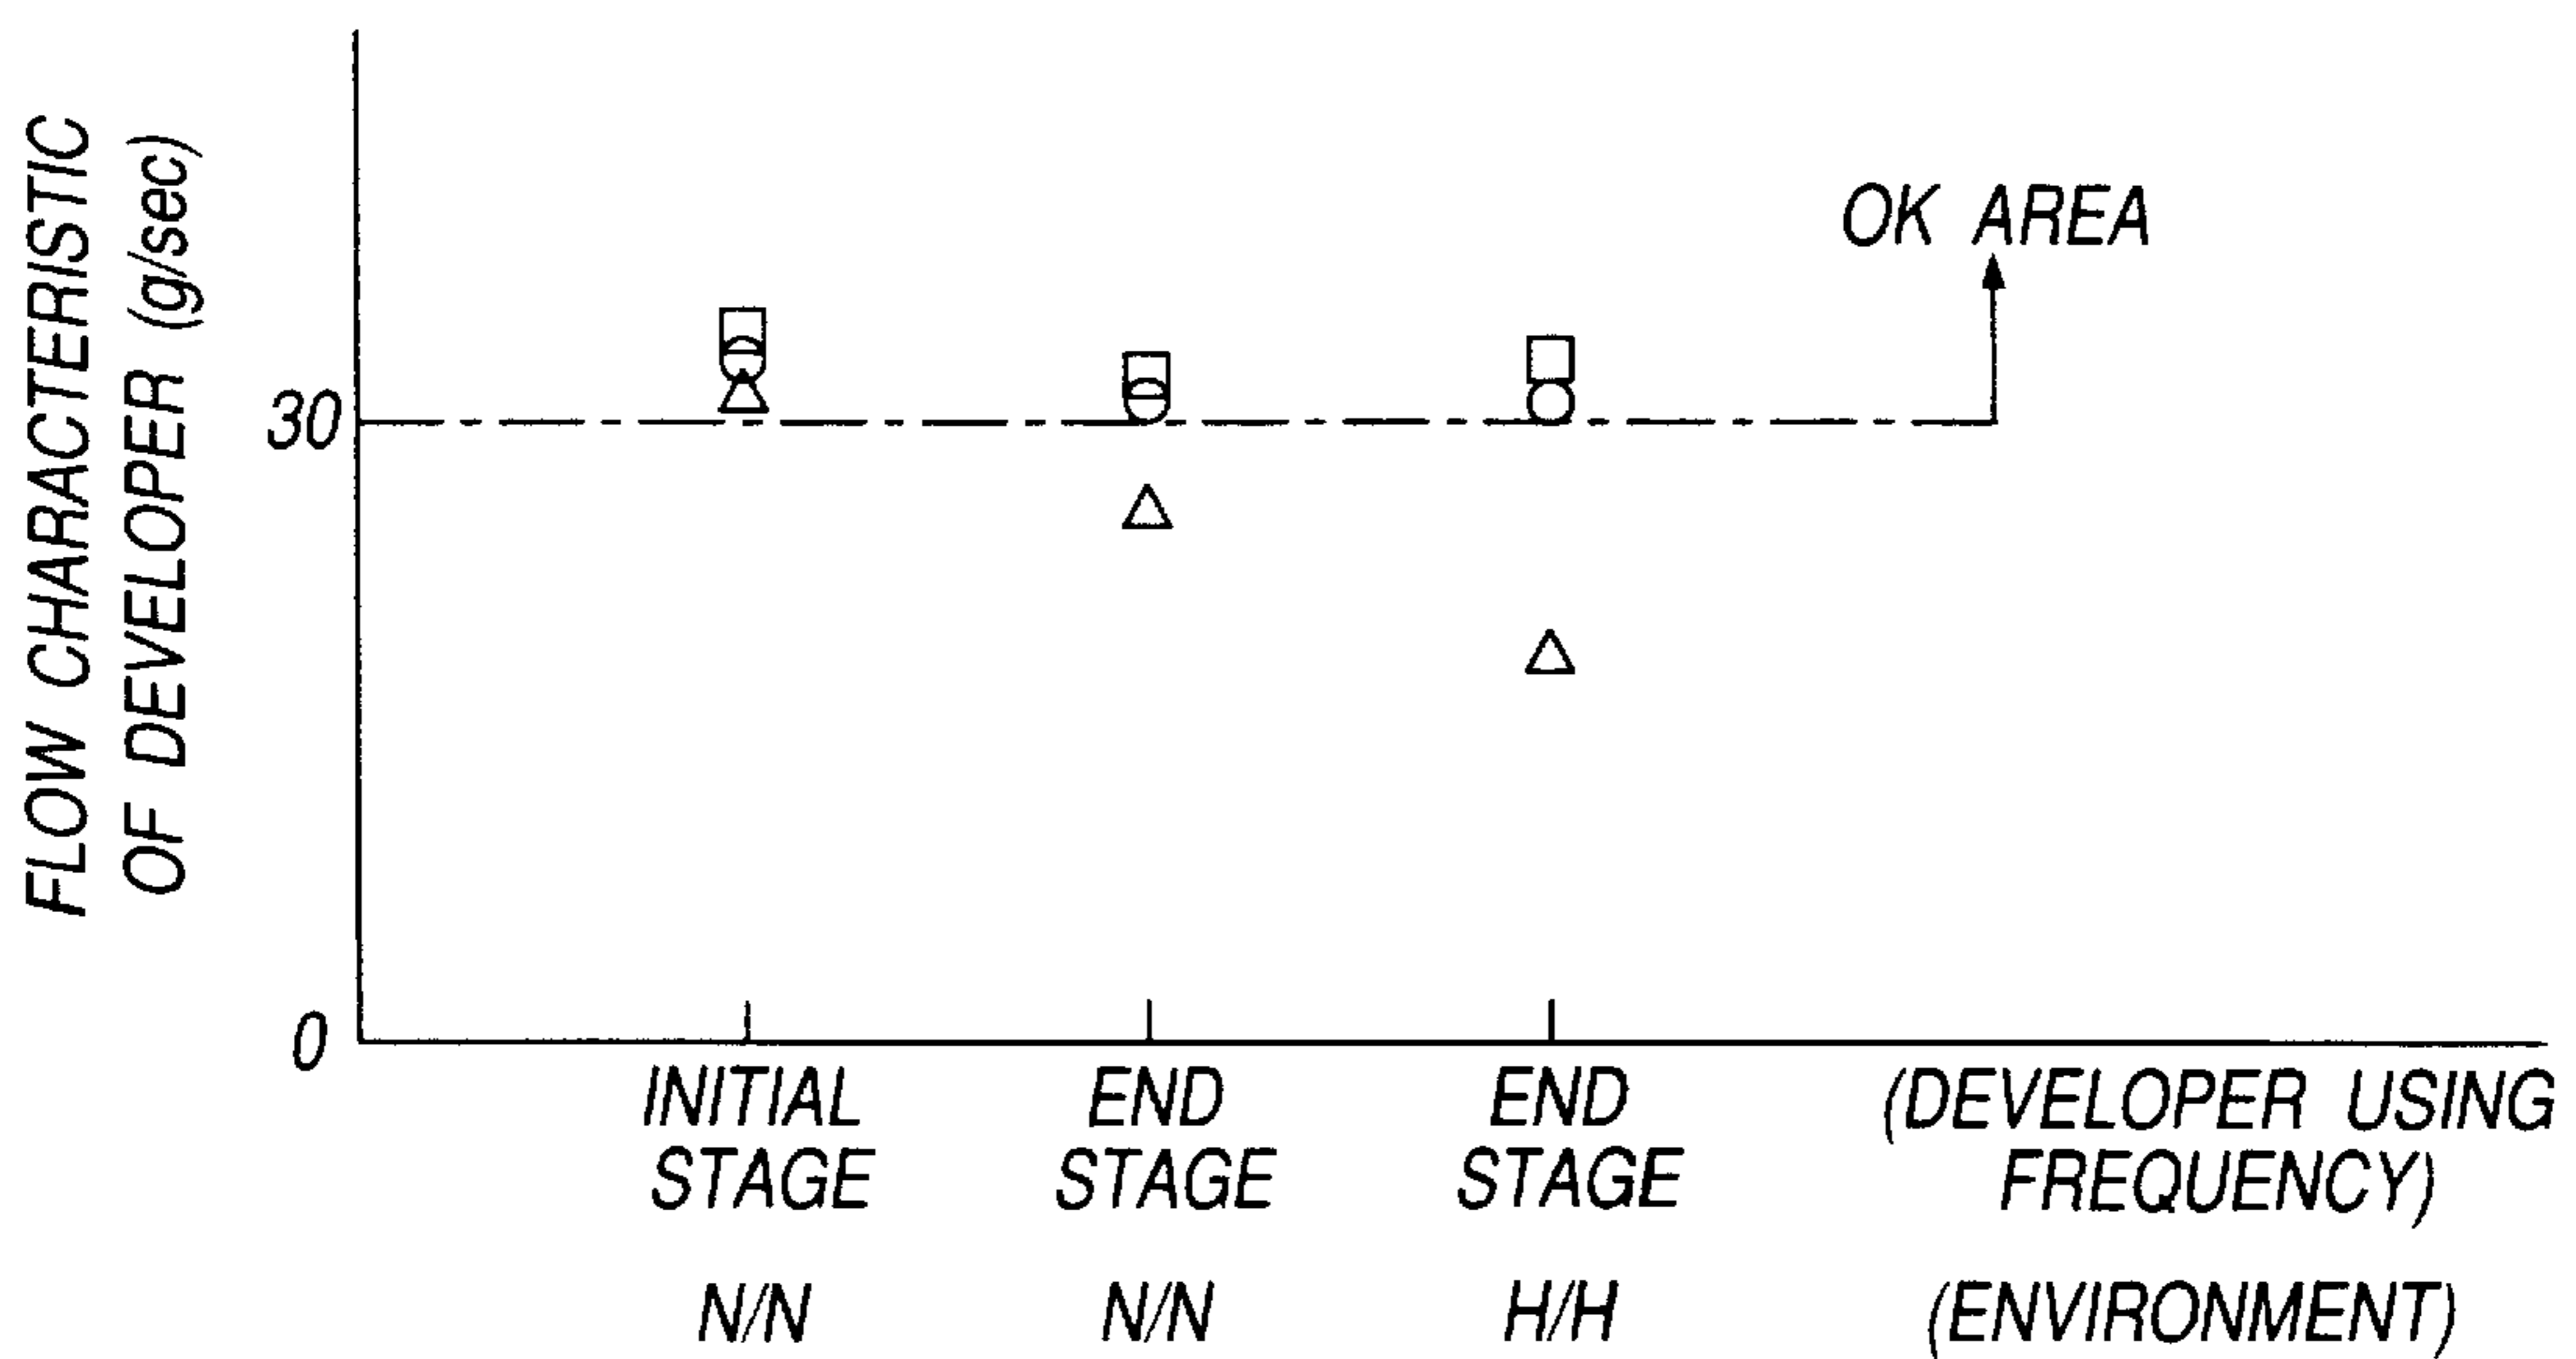 FLOW CHARACTERISTIC
OF DEVELOPER (g/sec)
OK AREA
30
0
INITIAL
STAGE
END
STAGE
END
STAGE
(DEVELOPER USING
FREQUENCY)
N/N
N/N
H/H
(ENVIRONMENT)